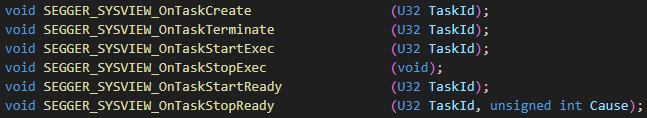 void SEGGER_SYSVIEW_OnTaskCreate (U32 TaskId);
void SEGGER_SYSVIEW_OnTaskTerminate (U32 TaskId);
void SEGGER_SYSVIEW_OnTaskStartExec (U32 TaskId);
void SEGGER_SYSVIEW_OnTaskStopExec (void);
void SEGGER_SYSVIEW_OnTaskStartReady (U32 TaskId);
void SEGGER_SYSVIEW_OnTaskStopReady (U32 TaskId, unsigned int Cause);